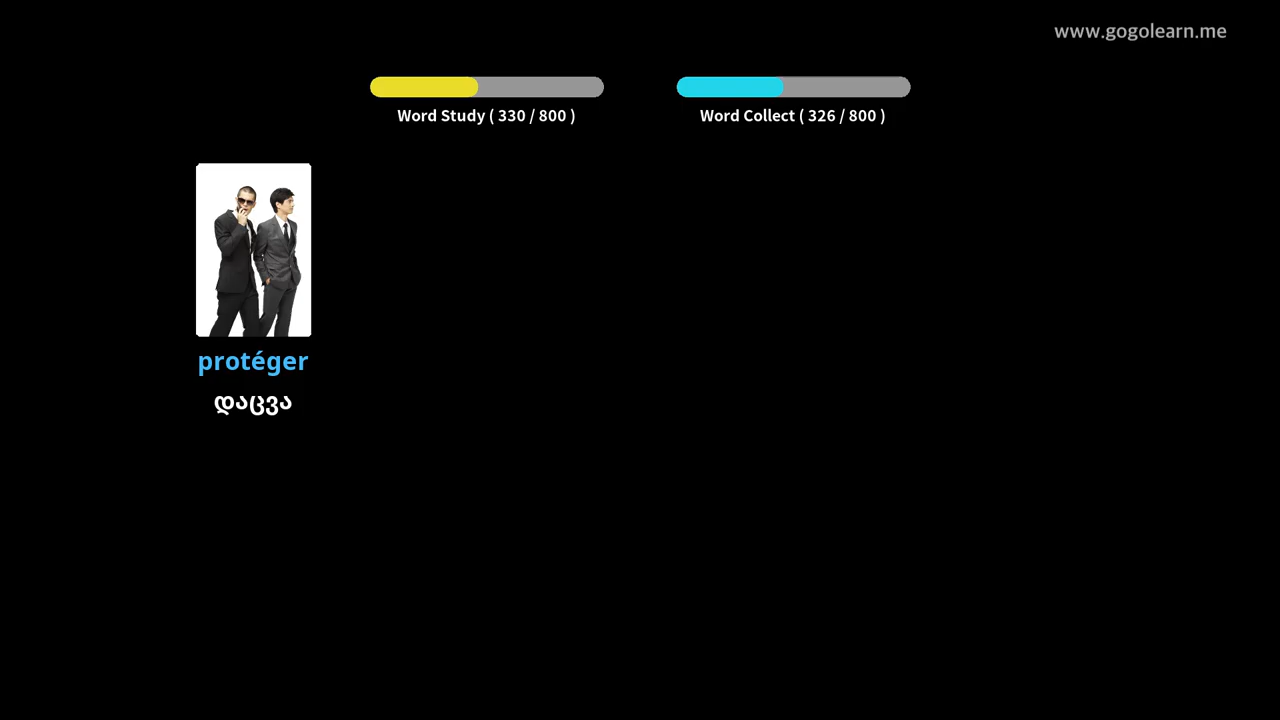 www.gogolearn.me
Word Study ( 330 / 800 )
Word Collect ( 326 / 800 )
protéger
დაცვა